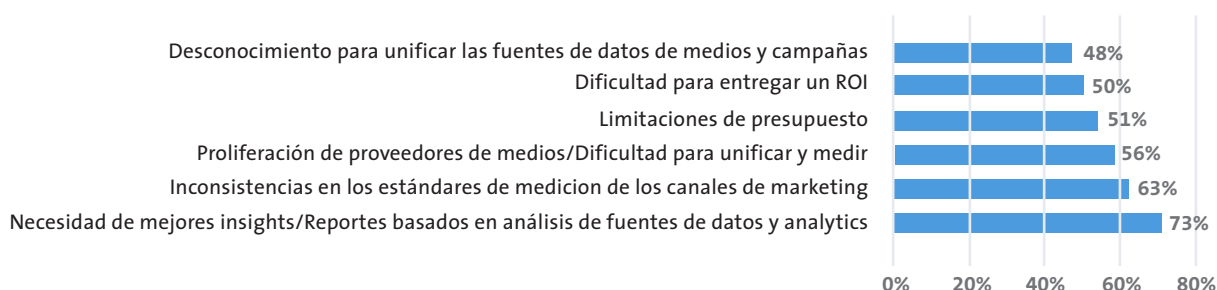 Desconocimiento para unificar las fuentes de datos de medios y campañas 48%
Dificultad para entregar un ROI 50%
Limitaciones de presupuesto 51%
Proliferación de proveedores de medios/Dificultad para unificar y medir 56%
Inconsistencias en los estándares de medicion de los canales de marketing 63%
Necesidad de mejores insights/Reportes basados en análisis de fuentes de datos y analytics 73%
0% 20% 40% 60% 80%